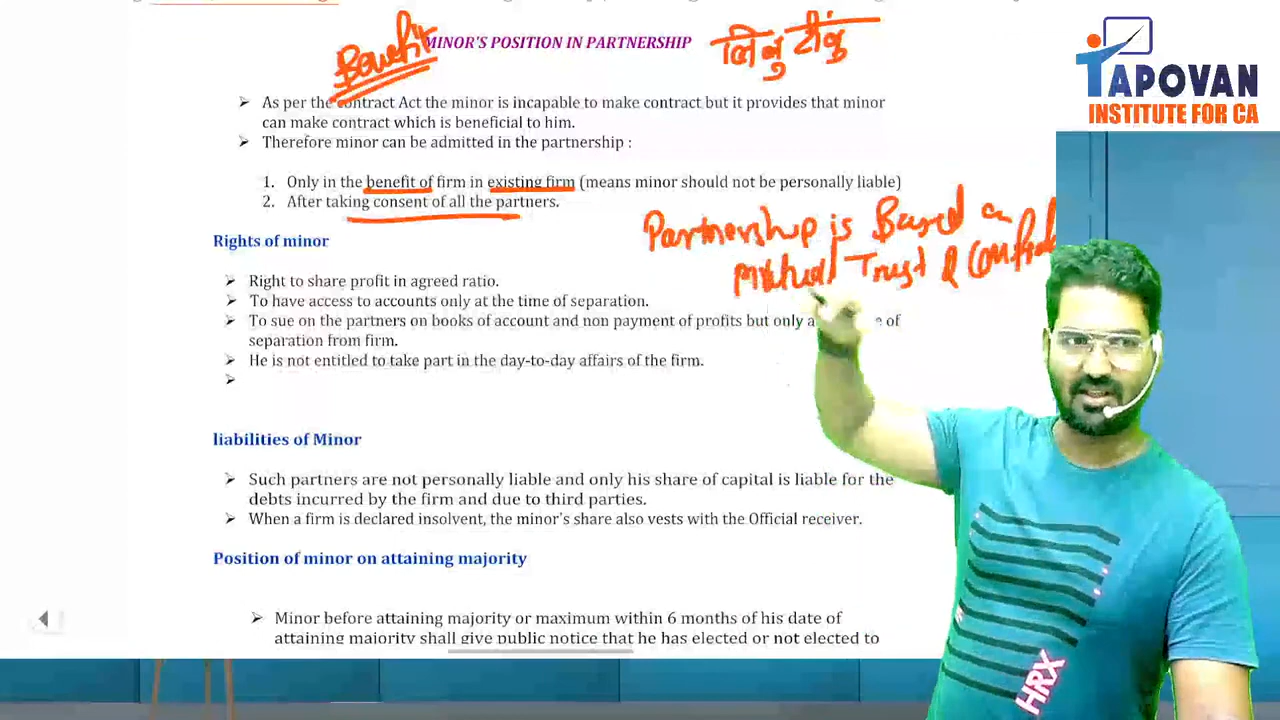 Benefit
MINOR'S POSITION IN PARTNERSHIP
लिनु टीनु
TAPOVAN
INSTITUTE FOR CA
➢ As per the contract Act the minor is incapable to make contract but it provides that minor
can make contract which is beneficial to him.
➢ Therefore minor can be admitted in the partnership :
1. Only in the benefit of firm in existing firm (means minor should not be personally liable)
2. After taking consent of all the partners.
Partnership is Based on
Mutual Trust &
Rights of minor
➢ Right to share profit in agreed ratio.
➢ To have access to accounts only at the time of separation.
➢ To sue on the partners on books of account and non payment of profits but only a of
separation from firm.
➢ He is not entitled to take part in the day-to-day affairs of the firm.
➢
liabilities of Minor
➢ Such partners are not personally liable and only his share of capital is liable for the
debts incurred by the firm and due to third parties.
➢ When a firm is declared insolvent, the minor's share also vests with the Official receiver.
Position of minor on attaining majority
➢ Minor before attaining majority or maximum within 6 months of his date of
attaining majority shall give public notice that he has elected or not elected to
HRX